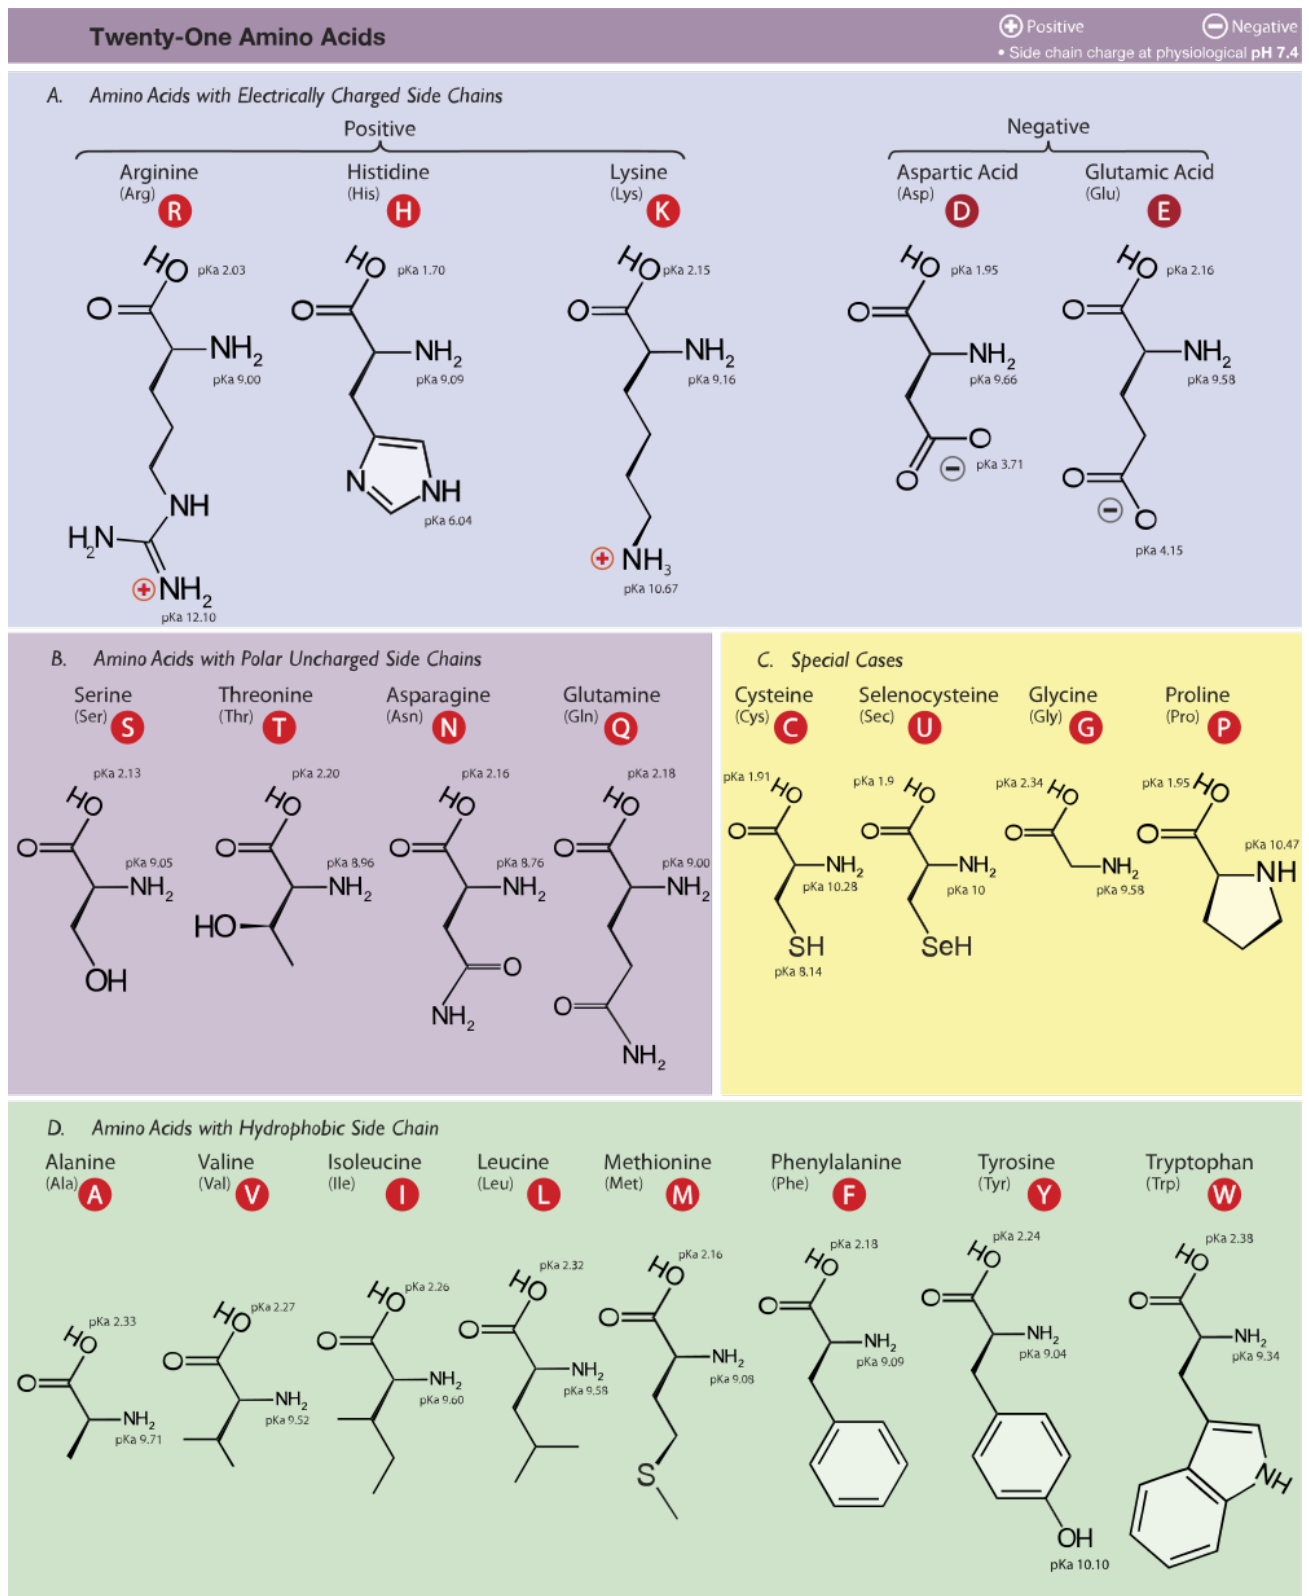 Twenty-One Amino Acids
+ Positive
− Negative
• Side chain charge at physiological pH 7.4
A. Amino Acids with Electrically Charged Side Chains
Positive
Negative
Arginine
(Arg)
R
Histidine
(His)
H
Lysine
(Lys)
K
Aspartic Acid
(Asp)
D
Glutamic Acid
(Glu)
E
HO pKa 2.03
O
NH2
pKa 9.00
NH
H2N
+ NH2
pKa 12.10
HO pKa 1.70
O
NH2
pKa 9.09
N
NH
pKa 6.04
HO pKa 2.15
O
NH2
pKa 9.16
+ NH3
pKa 10.67
HO pKa 1.95
O
NH2
pKa 9.66
O
O − pKa 3.71
HO pKa 2.16
O
NH2
pKa 9.58
O
− O
pKa 4.15
B. Amino Acids with Polar Uncharged Side Chains
Serine
(Ser)
S
Threonine
(Thr)
T
Asparagine
(Asn)
N
Glutamine
(Gln)
Q
pKa 2.13
HO
O
pKa 9.05
NH2
OH
pKa 2.20
HO
O
pKa 8.96
NH2
HO
pKa 2.16
HO
O
pKa 8.76
NH2
O
NH2
pKa 2.18
HO
O
pKa 9.00
NH2
O
NH2
C. Special Cases
Cysteine
(Cys)
C
Selenocysteine
(Sec)
U
Glycine
(Gly)
G
Proline
(Pro)
P
pKa 1.91 HO
O
NH2
pKa 10.28
SH
pKa 8.14
pKa 1.9 HO
O
NH2
pKa 10
SeH
pKa 2.34 HO
O
NH2
pKa 9.58
pKa 1.95 HO
O
pKa 10.47
NH
D. Amino Acids with Hydrophobic Side Chain
Alanine
(Ala)
A
Valine
(Val)
V
Isoleucine
(Ile)
I
Leucine
(Leu)
L
Methionine
(Met)
M
Phenylalanine
(Phe)
F
Tyrosine
(Tyr)
Y
Tryptophan
(Trp)
W
pKa 2.33
HO
O
NH2
pKa 9.71
pKa 2.27
HO
O
NH2
pKa 9.52
pKa 2.26
HO
O
NH2
pKa 9.60
pKa 2.32
HO
O
NH2
pKa 9.58
pKa 2.16
HO
O
NH2
pKa 9.08
S
pKa 2.18
HO
O
NH2
pKa 9.09
pKa 2.24
HO
O
NH2
pKa 9.04
OH
pKa 10.10
pKa 2.38
HO
O
NH2
pKa 9.34
NH